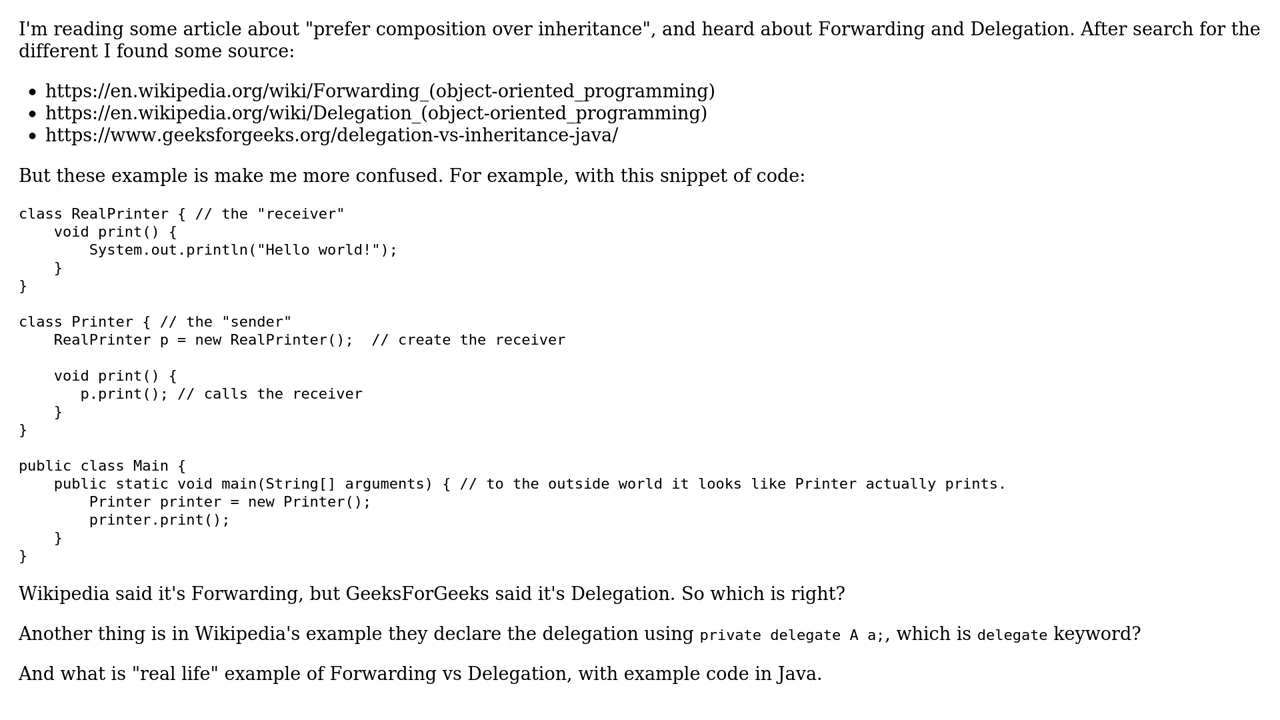 I'm reading some article about "prefer composition over inheritance", and heard about Forwarding and Delegation. After search for the
different I found some source:
• https://en.wikipedia.org/wiki/Forwarding_(object-oriented_programming)
• https://en.wikipedia.org/wiki/Delegation_(object-oriented_programming)
• https://www.geeksforgeeks.org/delegation-vs-inheritance-java/
But these example is make me more confused. For example, with this snippet of code:
class RealPrinter { // the "receiver"
    void print() {
        System.out.println("Hello world!");
    }
}
class Printer { // the "sender"
    RealPrinter p = new RealPrinter();  // create the receiver
    void print() {
       p.print(); // calls the receiver
    }
}
public class Main {
    public static void main(String[] arguments) { // to the outside world it looks like Printer actually prints.
        Printer printer = new Printer();
        printer.print();
    }
}
Wikipedia said it's Forwarding, but GeeksForGeeks said it's Delegation. So which is right?
Another thing is in Wikipedia's example they declare the delegation using private delegate A a;, which is delegate keyword?
And what is "real life" example of Forwarding vs Delegation, with example code in Java.